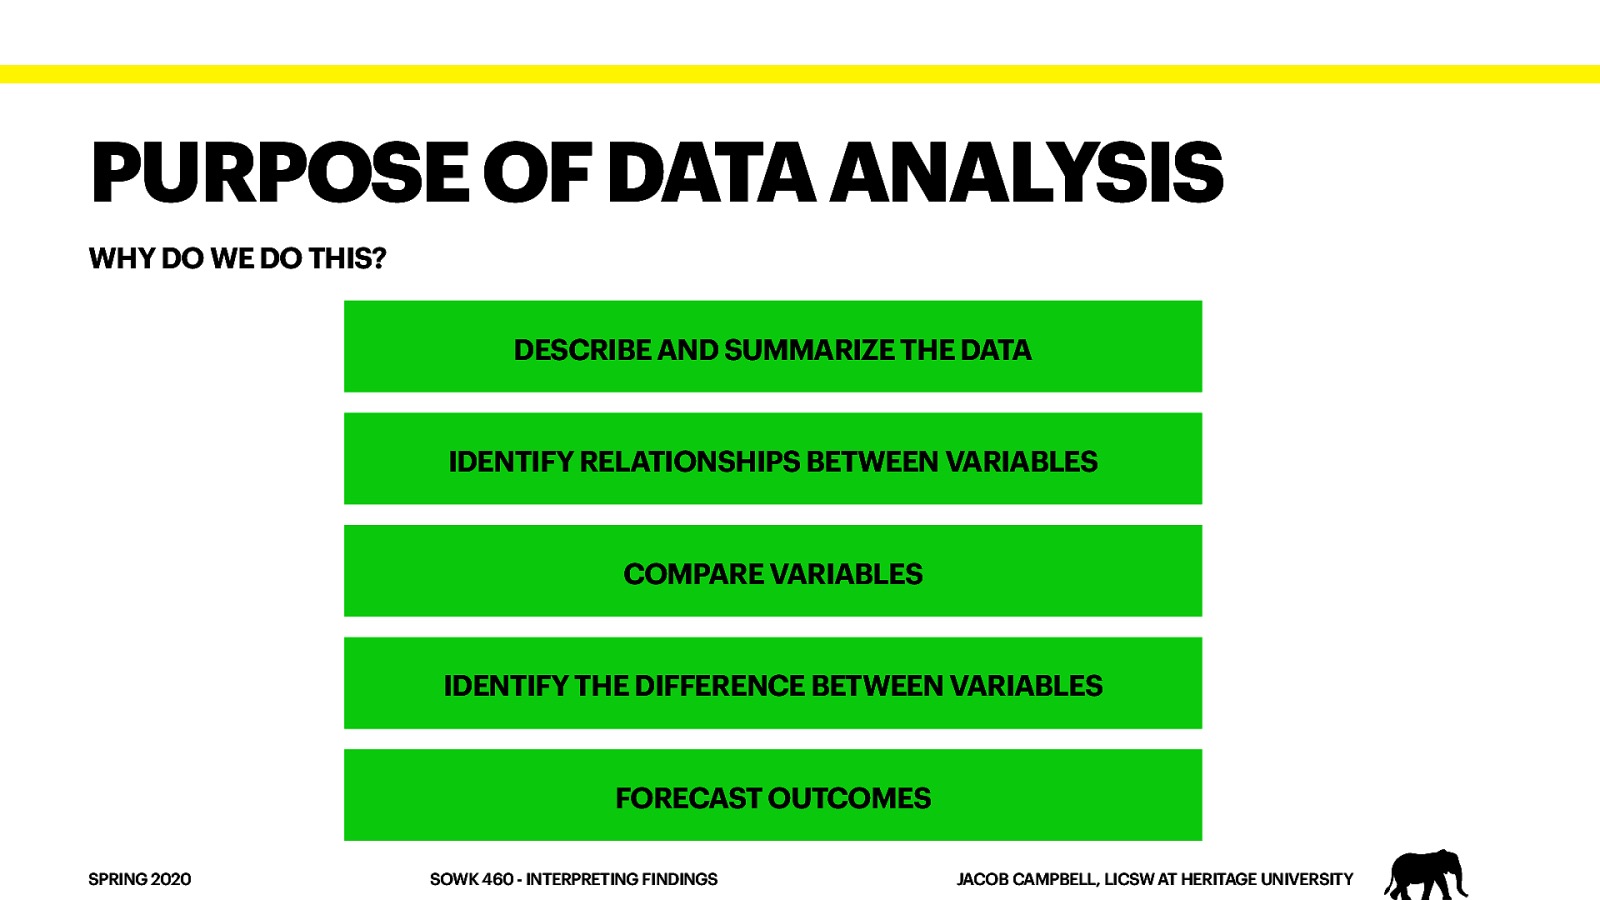 PURPOSE OF DATA ANALYSIS
WHY DO WE DO THIS?
DESCRIBE AND SUMMARIZE THE DATA
IDENTIFY RELATIONSHIPS BETWEEN VARIABLES
COMPARE VARIABLES
IDENTIFY THE DIFFERENCE BETWEEN VARIABLES
FORECAST OUTCOMES
SPRING 2020
SOWK 460 - INTERPRETING FINDINGS
JACOB CAMPBELL, LICSW AT HERITAGE UNIVERSITY